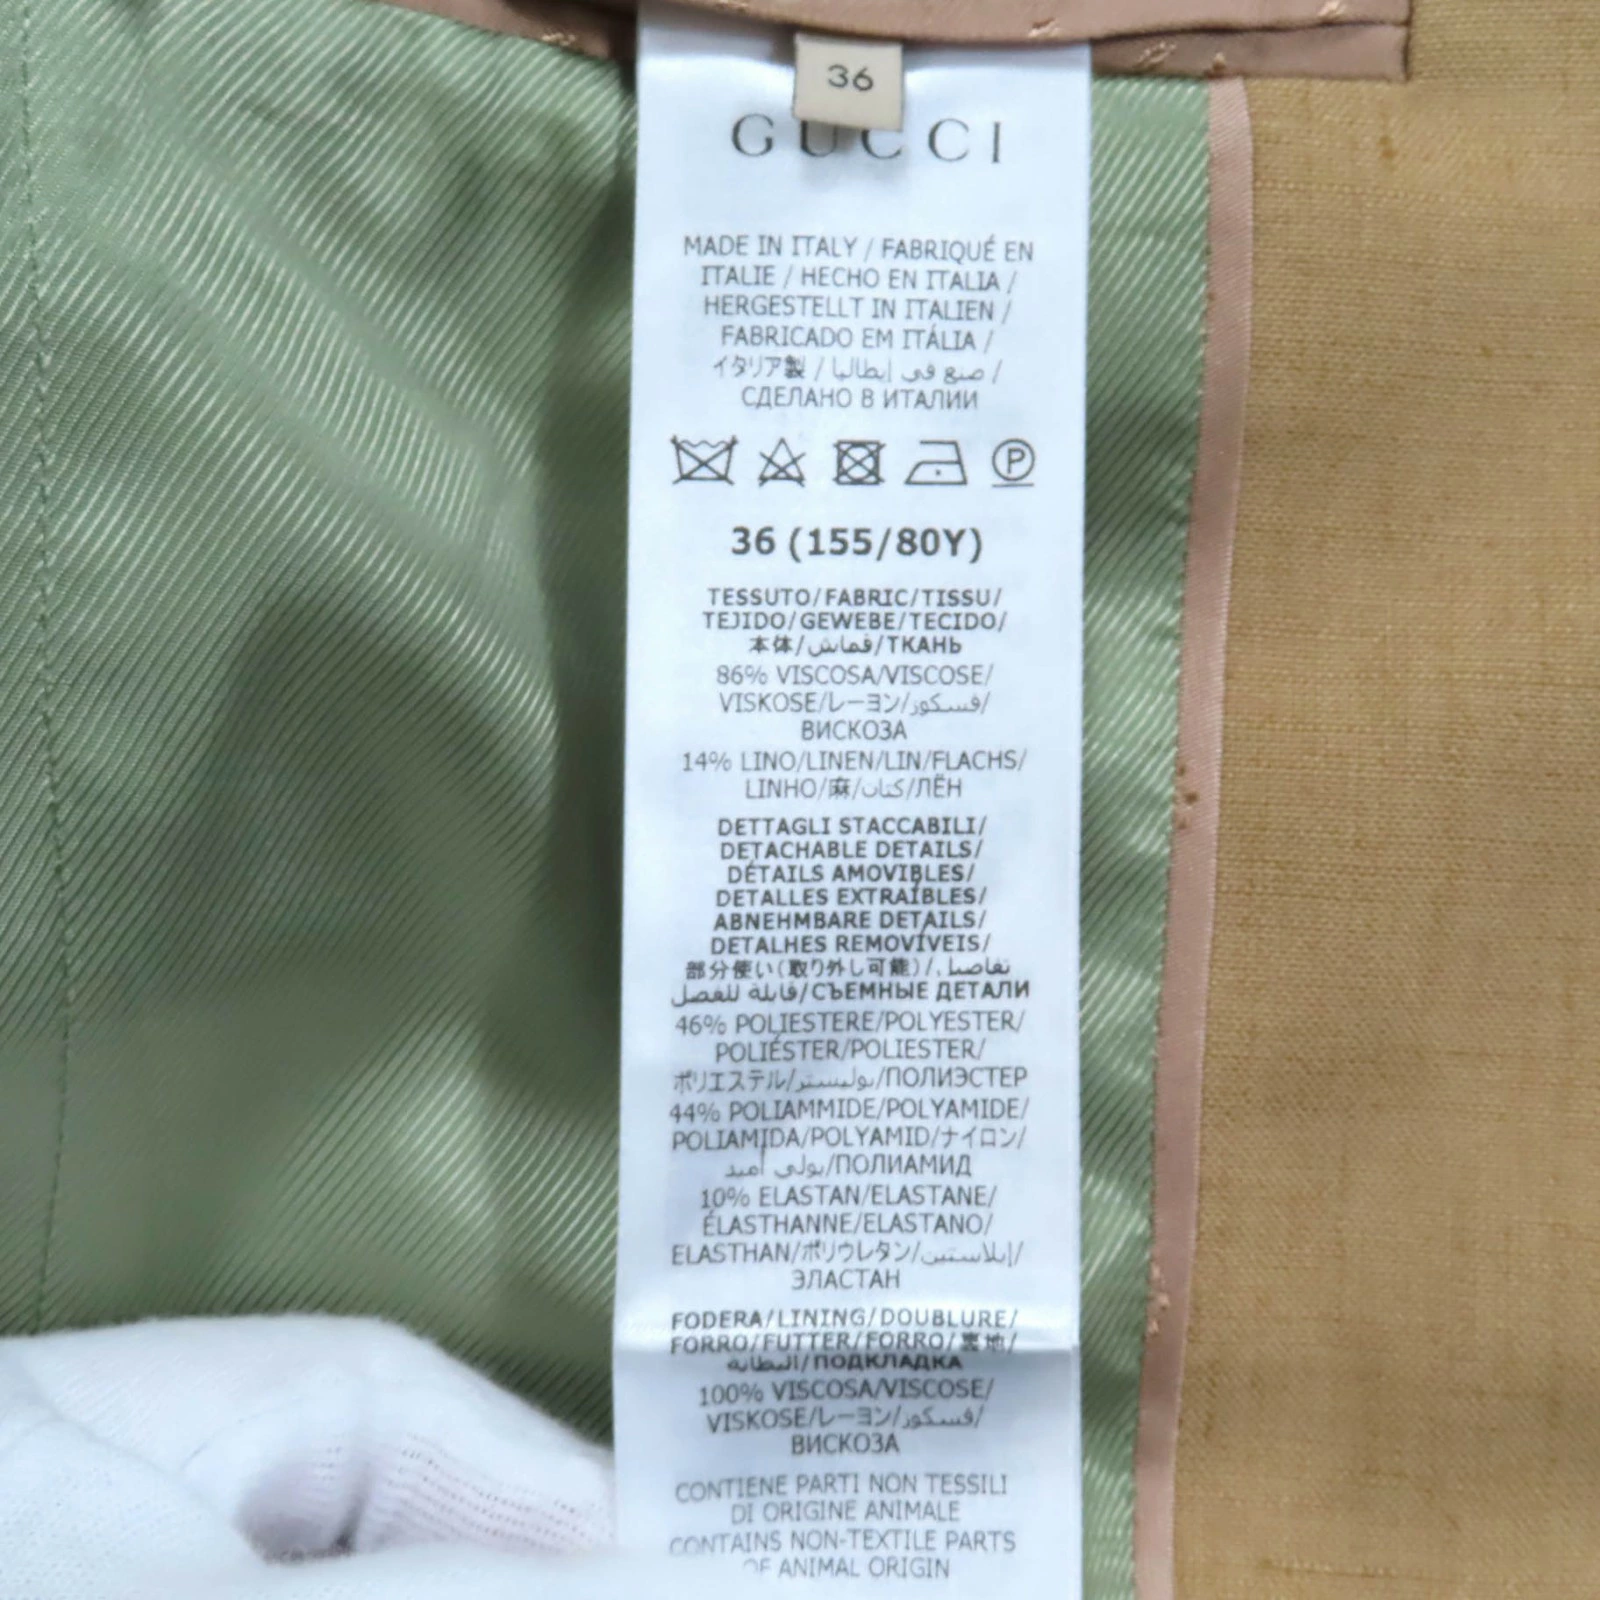 36
GUCCI
MADE IN ITALY / FABRIQUÉ EN
ITALIE / HECHO EN ITALIA /
HERGESTELLT IN ITALIEN /
FABRICADO EM ITÁLIA /
イタリア製 / صنع في إيطاليا /
СДЕЛАНО В ИТАЛИИ
P
36 (155/80Y)
TESSUTO/FABRIC/TISSU/
TEJIDO/GEWEBE/TECIDO/
本体/قماش/ТКАНЬ
86% VISCOSA/VISCOSE/
VISKOSE/レーヨン/فسكوز/
ВИСКОЗА
14% LINO/LINEN/LIN/FLACHS/
LINHO/麻/كتان/ЛЁН
DETTAGLI STACCABILI/
DETACHABLE DETAILS/
DÉTAILS AMOVIBLES/
DETALLES EXTRAÍBLES/
ABNEHMBARE DETAILS/
DETALHES REMOVÍVEIS/
部分使い(取り外し可能)/تفاصيل
قابلة للفصل/СЪЕМНЫЕ ДЕТАЛИ
46% POLIESTERE/POLYESTER/
POLIÉSTER/POLIESTER/
ポリエステル/بوليستر/ПОЛИЭСТЕР
44% POLIAMMIDE/POLYAMIDE/
POLIAMIDA/POLYAMID/ナイロン/
بولي أميد/ПОЛИАМИД
10% ELASTAN/ELASTANE/
ÉLASTHANNE/ELASTANO/
ELASTHAN/ポリウレタン/إيلاستين/
ЭЛАСТАН
FODERA/LINING/DOUBLURE/
FORRO/FUTTER/FORRO/裏地/
البطانة/ПОДКЛАДКА
100% VISCOSA/VISCOSE/
VISKOSE/レーヨン/فسكوز/
ВИСКОЗА
CONTIENE PARTI NON TESSILI
DI ORIGINE ANIMALE
CONTAINS NON-TEXTILE PARTS
OF ANIMAL ORIGIN